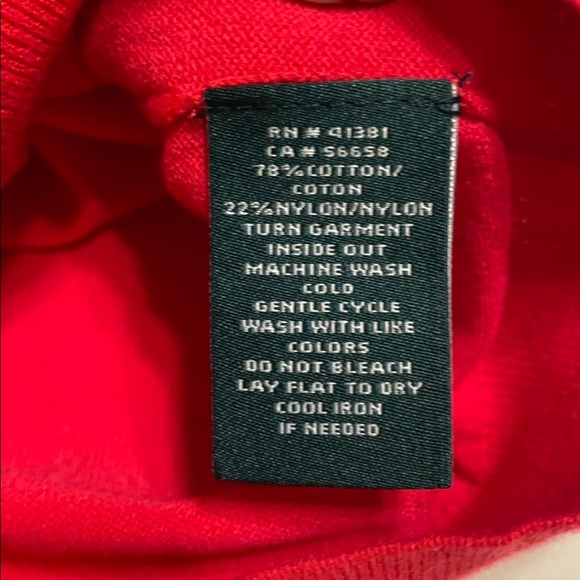 RN # 41381
CA # 56658
78%COTTON/
COTON
22%NYLON/NYLON
TURN GARMENT
INSIDE OUT
MACHINE WASH
COLD
GENTLE CYCLE
WASH WITH LIKE
COLORS
DO NOT BLEACH
LAY FLAT TO DRY
COOL IRON
IF NEEDED